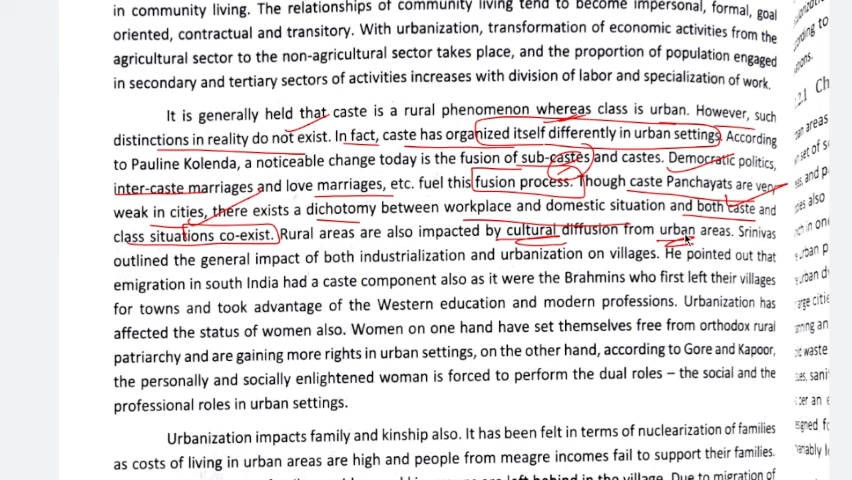 in community living. The relationships of community living tend to become impersonal, formal, goal
oriented, contractual and transitory. With urbanization, transformation of economic activities from the
agricultural sector to the non-agricultural sector takes place, and the proportion of population engaged
in secondary and tertiary sectors of activities increases with division of labor and specialization of work.
It is generally held that caste is a rural phenomenon whereas class is urban. However, such
distinctions in reality do not exist. In fact, caste has organized itself differently in urban settings. According
to Pauline Kolenda, a noticeable change today is the fusion of sub-castes and castes. Democratic politics,
inter-caste marriages and love marriages, etc. fuel this fusion process. Though caste Panchayats are very
weak in cities, there exists a dichotomy between workplace and domestic situation and both caste and
class situations co-exist. Rural areas are also impacted by cultural diffusion from urban areas. Srinivas
outlined the general impact of both industrialization and urbanization on villages. He pointed out that
emigration in south India had a caste component also as it were the Brahmins who first left their villages
for towns and took advantage of the Western education and modern professions. Urbanization has
affected the status of women also. Women on one hand have set themselves free from orthodox rural
patriarchy and are gaining more rights in urban settings, on the other hand, according to Gore and Kapoor,
the personally and socially enlightened woman is forced to perform the dual roles – the social and the
professional roles in urban settings.
Urbanization impacts family and kinship also. It has been felt in terms of nuclearization of families
as costs of living in urban areas are high and people from meagre incomes fail to support their families.
left behind in the village. Due to migration of